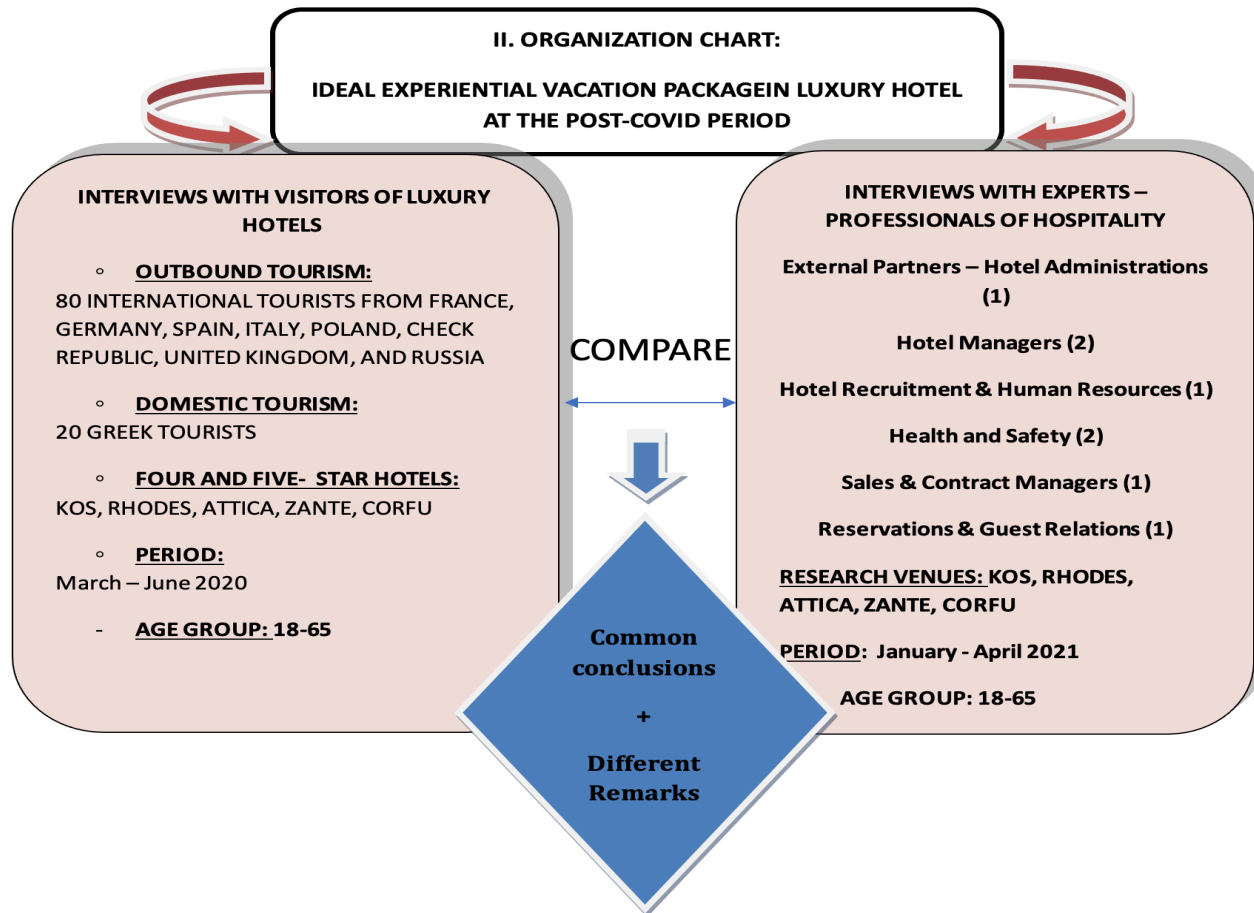 II. ORGANIZATION CHART:
IDEAL EXPERIENTIAL VACATION PACKAGEIN LUXURY HOTEL
AT THE POST-COVID PERIOD
INTERVIEWS WITH VISITORS OF LUXURY
HOTELS
◦ OUTBOUND TOURISM:
80 INTERNATIONAL TOURISTS FROM FRANCE,
GERMANY, SPAIN, ITALY, POLAND, CHECK
REPUBLIC, UNITED KINGDOM, AND RUSSIA
◦ DOMESTIC TOURISM:
20 GREEK TOURISTS
◦ FOUR AND FIVE- STAR HOTELS:
KOS, RHODES, ATTICA, ZANTE, CORFU
◦ PERIOD:
March – June 2020
- AGE GROUP: 18-65
COMPARE
INTERVIEWS WITH EXPERTS –
PROFESSIONALS OF HOSPITALITY
External Partners – Hotel Administrations
(1)
Hotel Managers (2)
Hotel Recruitment & Human Resources (1)
Health and Safety (2)
Sales & Contract Managers (1)
Reservations & Guest Relations (1)
RESEARCH VENUES: KOS, RHODES,
ATTICA, ZANTE, CORFU
PERIOD: January - April 2021
AGE GROUP: 18-65
Common
conclusions
+
Different
Remarks